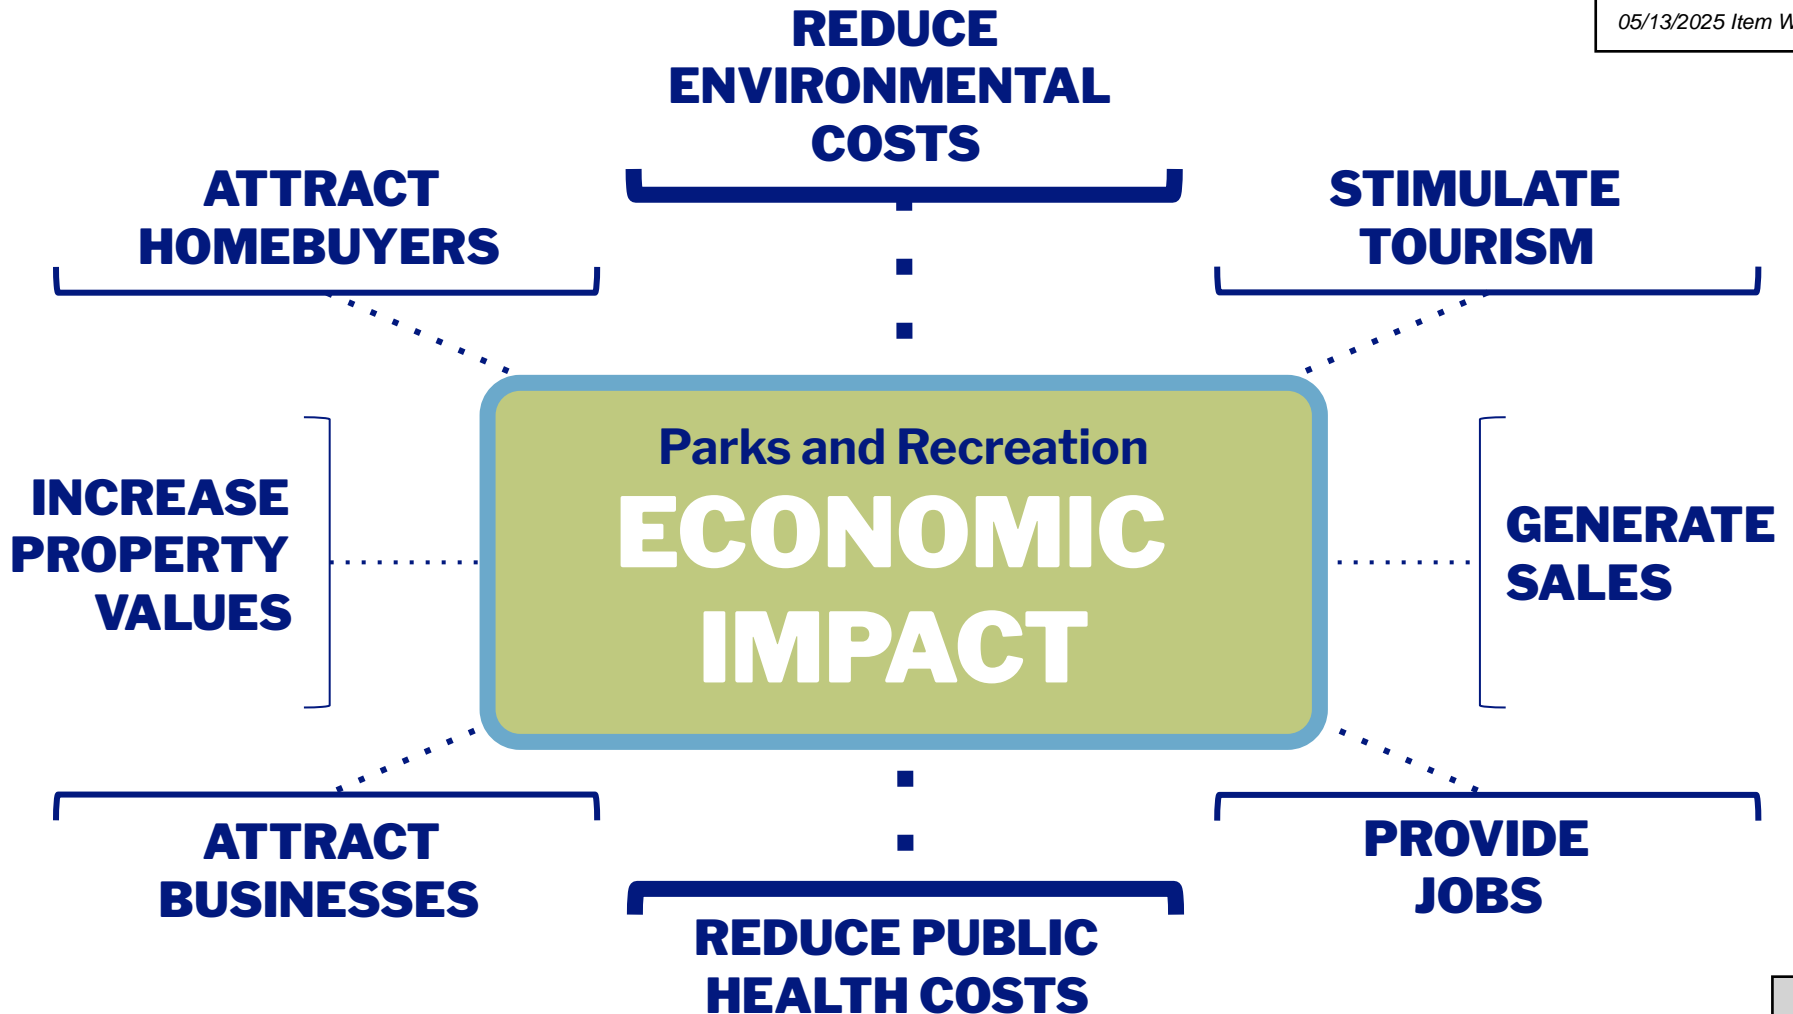 05/13/2025 Item
REDUCE
ENVIRONMENTAL
COSTS
ATTRACT
HOMEBUYERS
STIMULATE
TOURISM
Parks and Recreation
ECONOMIC
IMPACT
INCREASE
PROPERTY
VALUES
GENERATE
SALES
ATTRACT
BUSINESSES
PROVIDE
JOBS
REDUCE PUBLIC
HEALTH COSTS